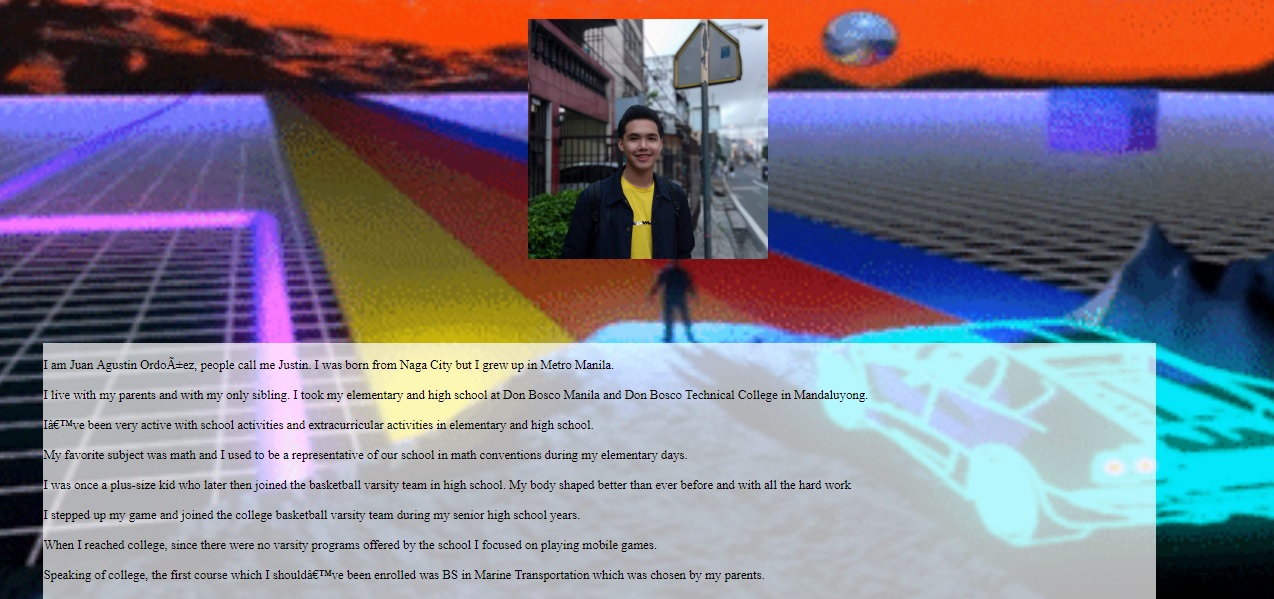 I am Juan Agustin OrdoÃ±ez, people call me Justin. I was born from Naga City but I grew up in Metro Manila.
I live with my parents and with my only sibling. I took my elementary and high school at Don Bosco Manila and Don Bosco Technical College in Mandaluyong.
Iâ€™ve been very active with school activities and extracurricular activities in elementary and high school.
My favorite subject was math and I used to be a representative of our school in math conventions during my elementary days.
I was once a plus-size kid who later then joined the basketball varsity team in high school. My body shaped better than ever before and with all the hard work
I stepped up my game and joined the college basketball varsity team during my senior high school years.
When I reached college, since there were no varsity programs offered by the school I focused on playing mobile games.
Speaking of college, the first course which I shouldâ€™ve been enrolled was BS in Marine Transportation which was chosen by my parents.